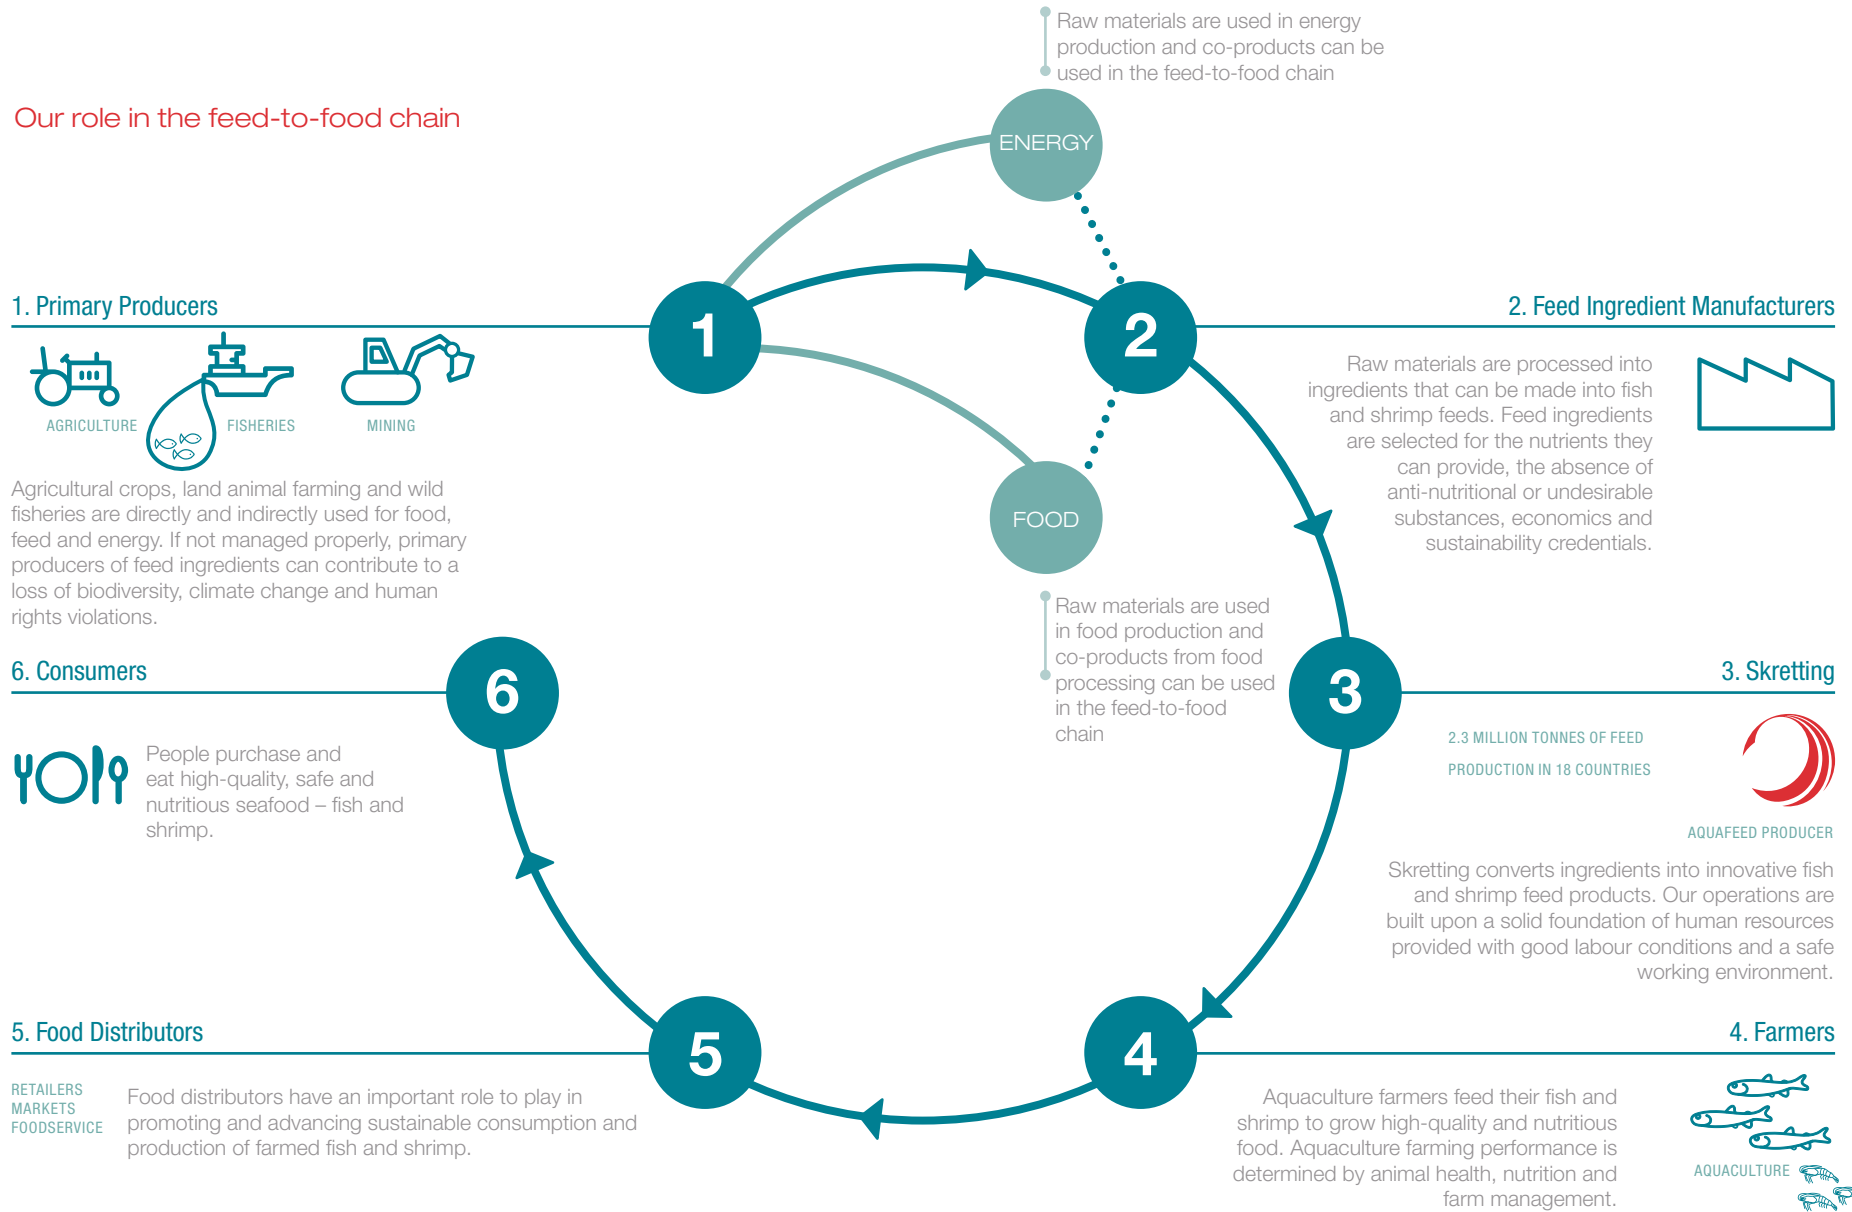 Raw materials are used in energy
production and co-products can be
used in the feed-to-food chain
Our role in the feed-to-food chain
ENERGY
1. Primary Producers
1
2
2. Feed Ingredient Manufacturers
AGRICULTURE
FISHERIES
MINING
Agricultural crops, land animal farming and wild
fisheries are directly and indirectly used for food,
feed and energy. If not managed properly, primary
producers of feed ingredients can contribute to a
loss of biodiversity, climate change and human
rights violations.
Raw materials are processed into
ingredients that can be made into fish
and shrimp feeds. Feed ingredients
are selected for the nutrients they
can provide, the absence of
anti-nutritional or undesirable
substances, economics and
sustainability credentials.
FOOD
Raw materials are used
in food production and
co-products from food
processing can be used
in the feed-to-food
chain
6. Consumers
6
3
3. Skretting
People purchase and
eat high-quality, safe and
nutritious seafood – fish and
shrimp.
2.3 MILLION TONNES OF FEED
PRODUCTION IN 18 COUNTRIES
AQUAFEED PRODUCER
Skretting converts ingredients into innovative fish
and shrimp feed products. Our operations are
built upon a solid foundation of human resources
provided with good labour conditions and a safe
working environment.
5. Food Distributors
5
4
4. Farmers
RETAILERS
MARKETS
FOODSERVICE
Food distributors have an important role to play in
promoting and advancing sustainable consumption and
production of farmed fish and shrimp.
Aquaculture farmers feed their fish and
shrimp to grow high-quality and nutritious
food. Aquaculture farming performance is
determined by animal health, nutrition and
farm management.
AQUACULTURE